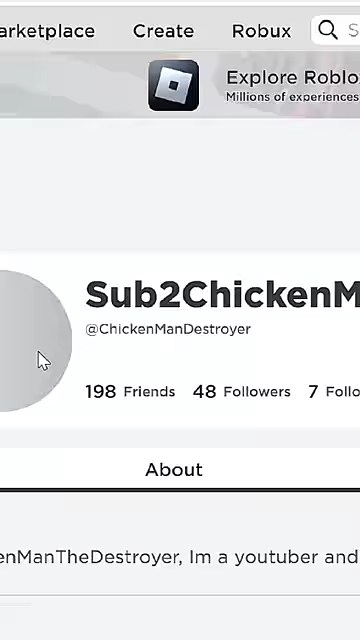 arketplace Create Robux S
Explore Roblo
Millions of experiences
Sub2ChickenM
@ChickenManDestroyer
198 Friends 48 Followers 7 Follo
About
enManTheDestroyer, Im a youtuber and